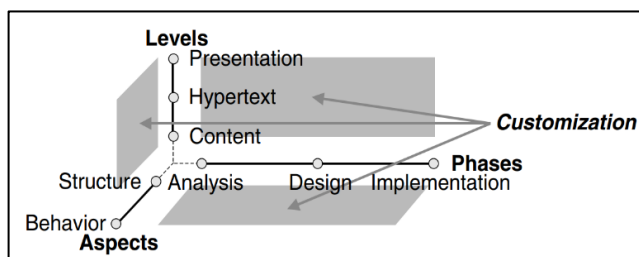 Levels
Presentation
Hypertext
Content
Customization
Phases
Structure
Analysis
Design
Implementation
Behavior
Aspects